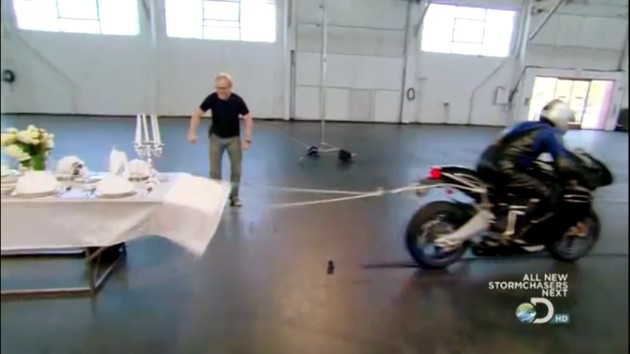 ALL NEW
STORMCHASERS
NEXT
D HD